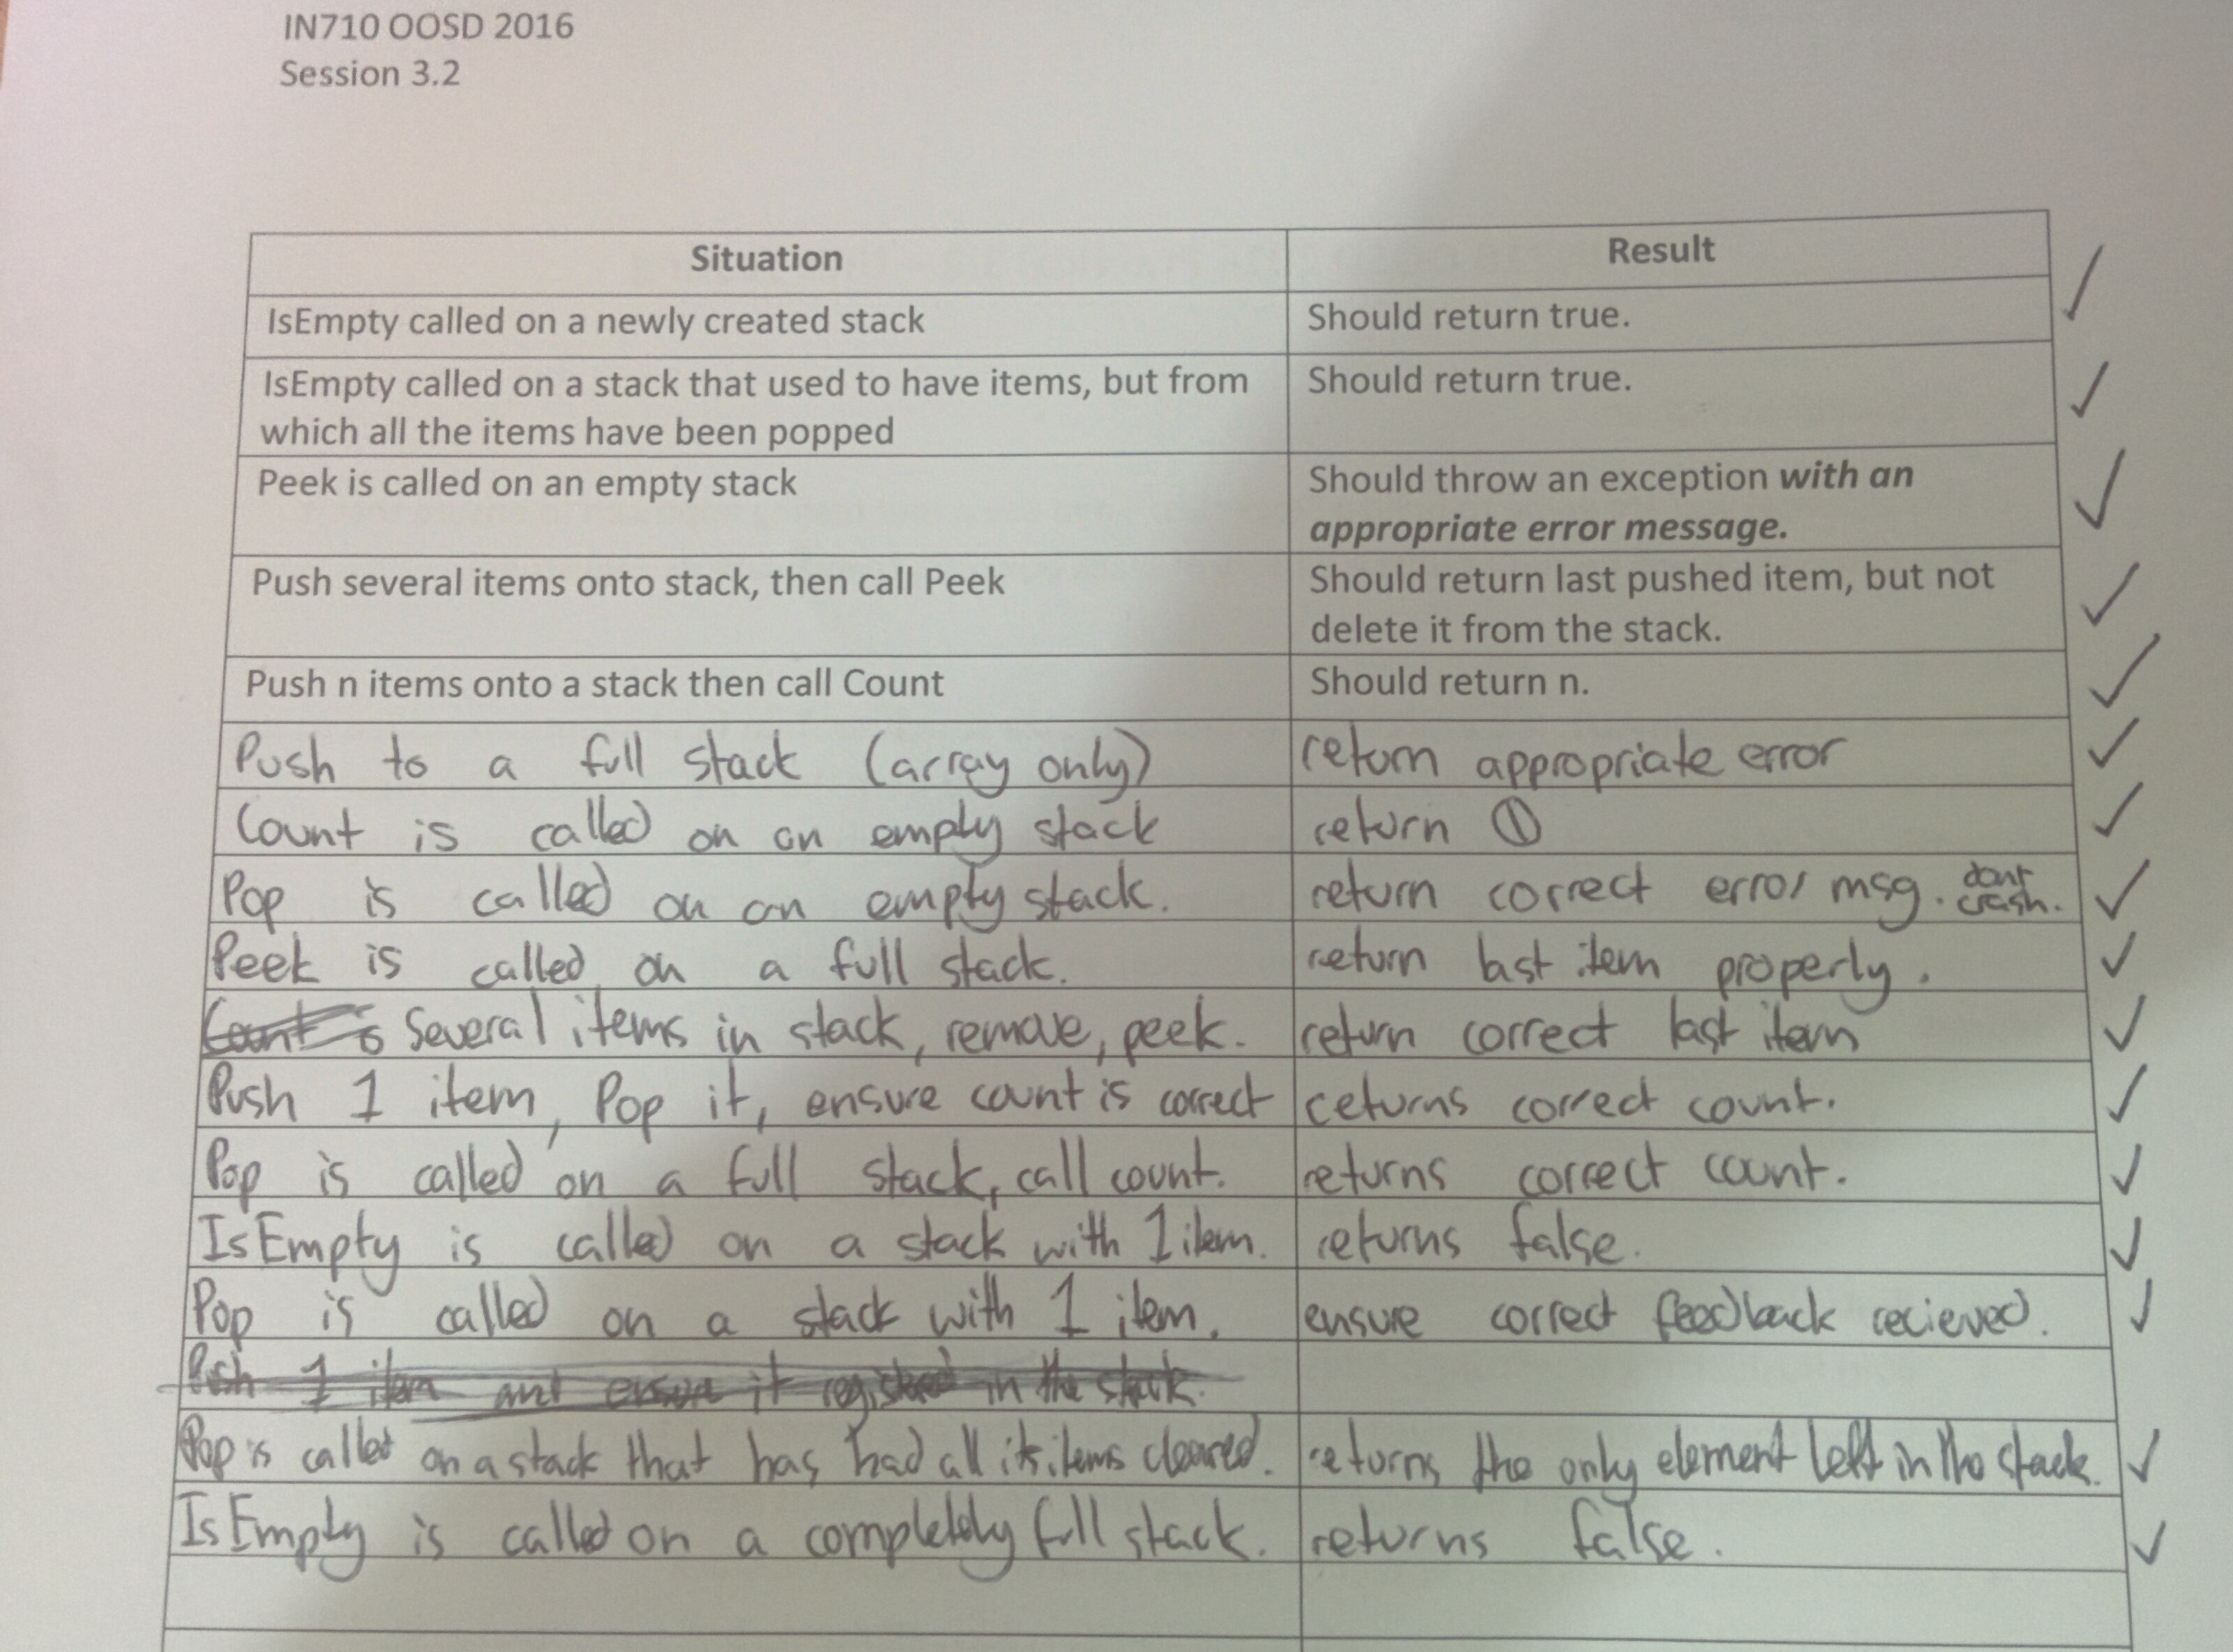 IN710 OOSD 2016
Session 3.2
Situation
Result
IsEmpty called on a newly created stack
Should return true.
IsEmpty called on a stack that used to have items, but from
which all the items have been popped
Should return true.
Peek is called on an empty stack
Should throw an exception with an
appropriate error message.
Push several items onto stack, then call Peek
Should return last pushed item, but not
delete it from the stack.
Push n items onto a stack then call Count
Should return n.
Push to a full stack (array only)
return appropriate error
Count is called on an empty stack
return 0
Pop is called on an empty stack.
return correct error msg. dont
crash.
Peek is called on a full stack.
return last item properly.
Count is Several items in stack, remove, peek.
return correct last item
Push 1 item, Pop it, ensure count is correct
returns correct count.
Pop is called on a full stack, call count.
returns correct count.
IsEmpty is called on a stack with 1 item.
returns false.
Pop is called on a stack with 1 item.
ensure correct feedback recieved.
Push 1 item and ensure it in the stack.
Pop is called on a stack that has had all its items cleared.
returns the only element left in the stack.
IsEmpty is called on a completely full stack.
returns false.